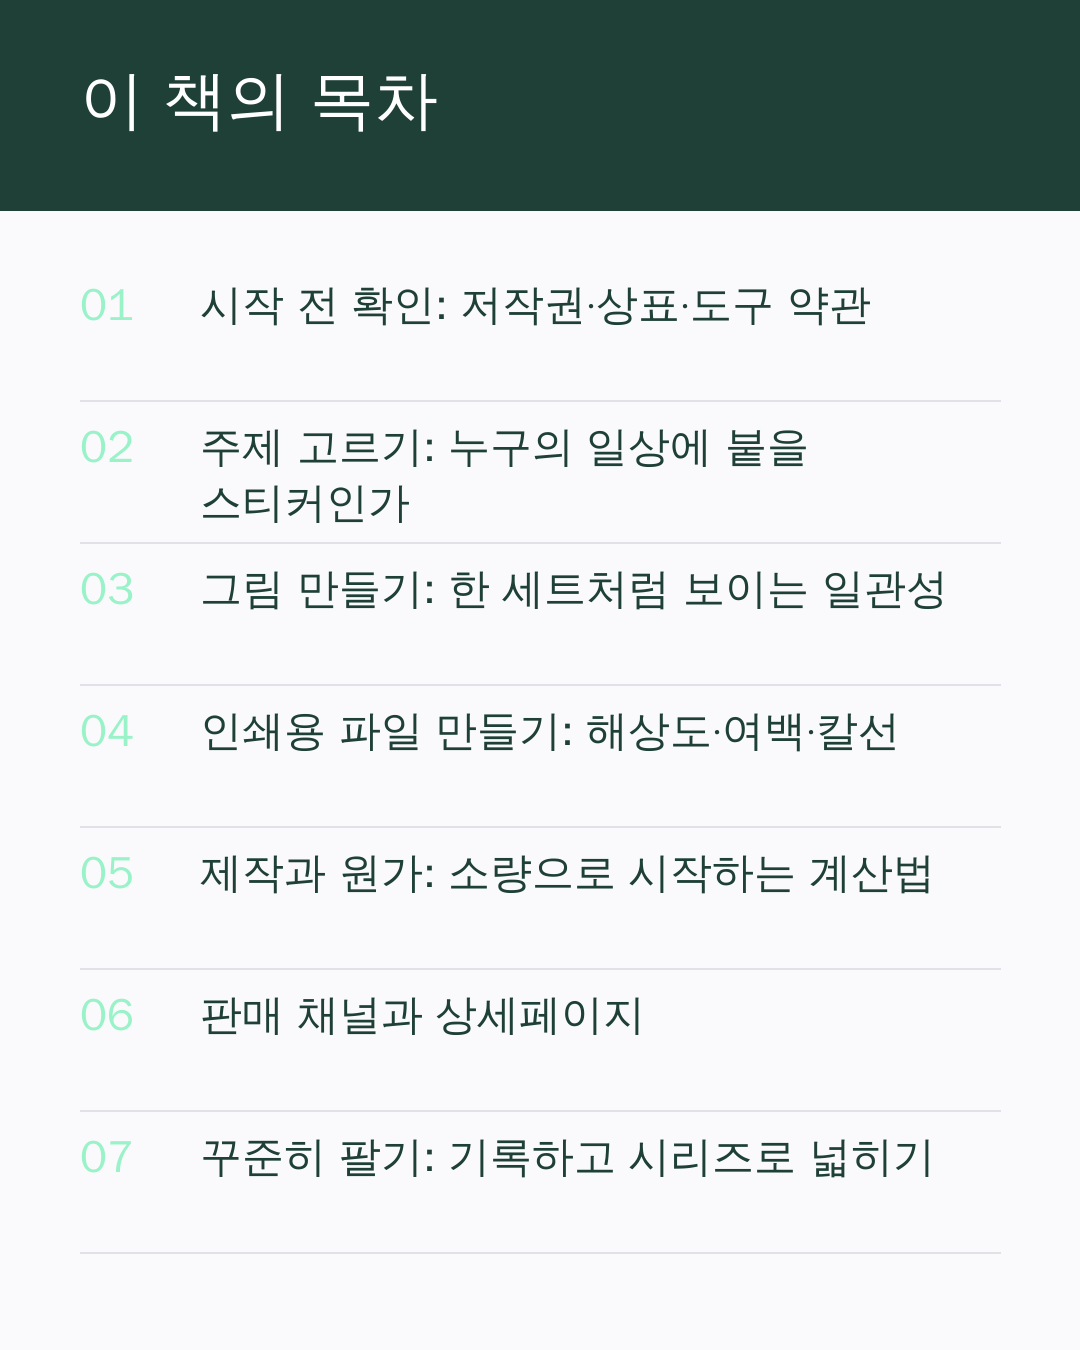 이 책의 목차
01 시작 전 확인: 저작권·상표·도구 약관
02 주제 고르기: 누구의 일상에 붙을
스티커인가
03 그림 만들기: 한 세트처럼 보이는 일관성
04 인쇄용 파일 만들기: 해상도·여백·칼선
05 제작과 원가: 소량으로 시작하는 계산법
06 판매 채널과 상세페이지
07 꾸준히 팔기: 기록하고 시리즈로 넓히기